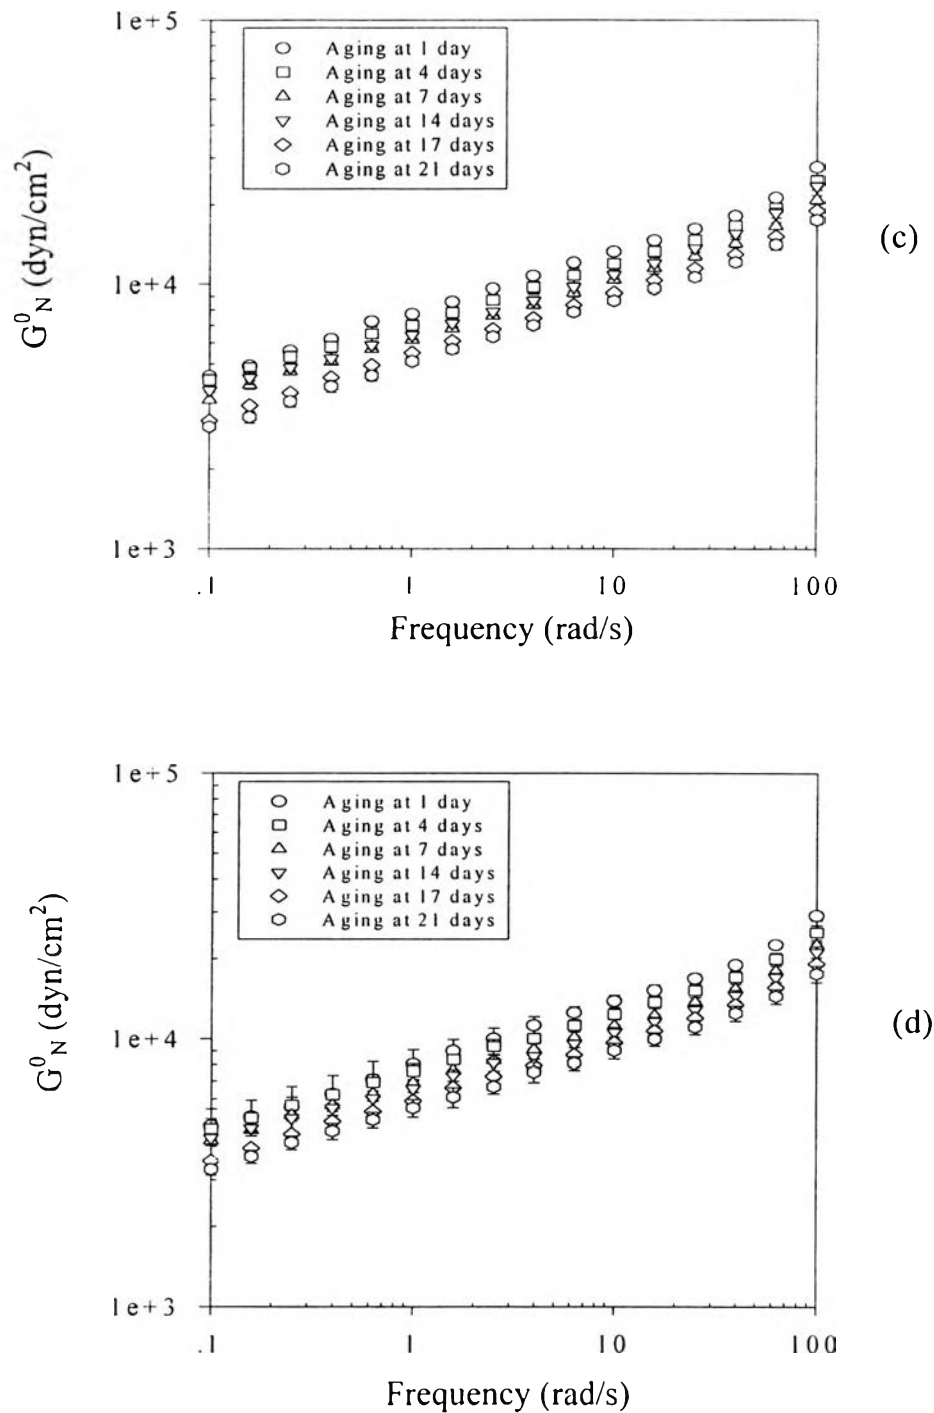 1e+5
Aging at 1 day
Aging at 4 days
Aging at 7 days
Aging at 14 days
Aging at 17 days
Aging at 21 days
G⁰N (dyn/cm²)
(c)
1e+4
1e+3
.1 1 10 100
Frequency (rad/s)
1e+5
Aging at 1 day
Aging at 4 days
Aging at 7 days
Aging at 14 days
Aging at 17 days
Aging at 21 days
G⁰N (dyn/cm²)
(d)
1e+4
1e+3
.1 1 10 100
Frequency (rad/s)